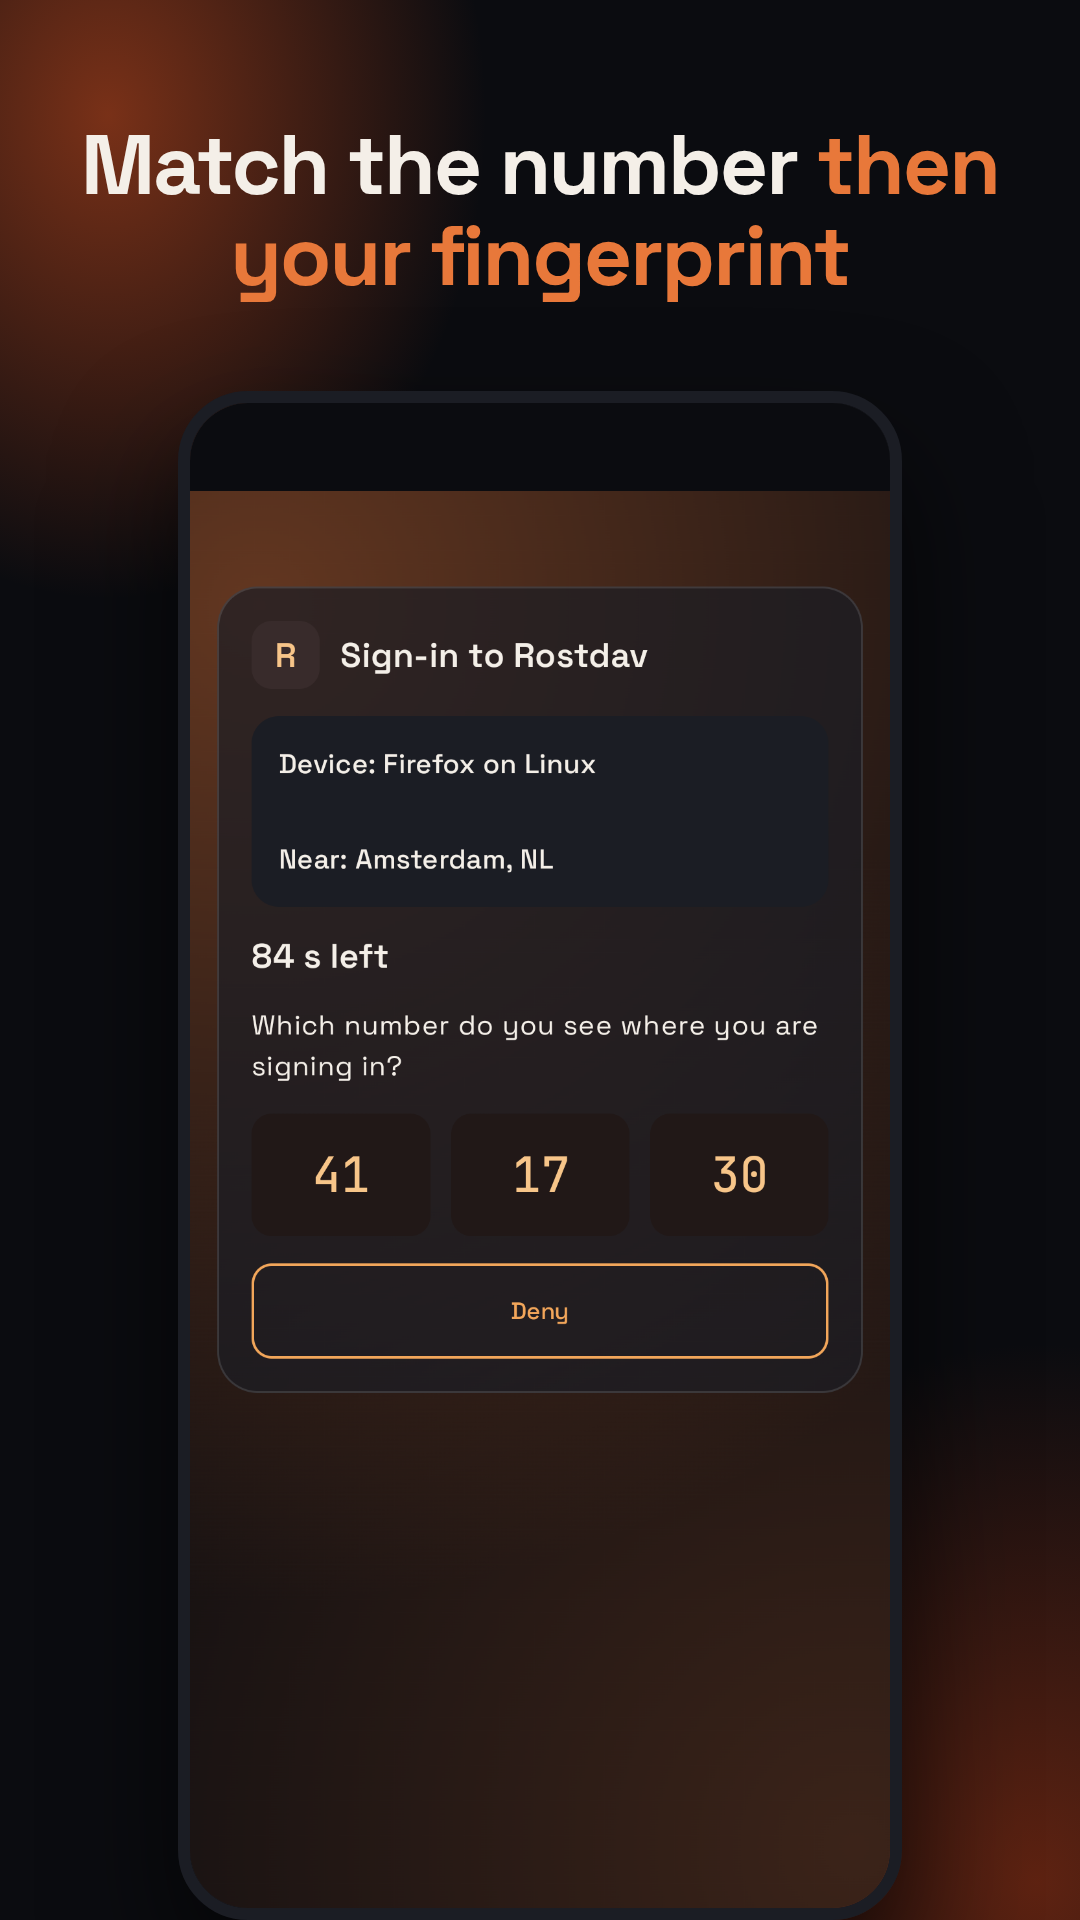 Match the number then
your fingerprint
R
Sign-in to Rostdav
Device: Firefox on Linux
Near: Amsterdam, NL
84 s left
Which number do you see where you are
signing in?
41 17 30
Deny